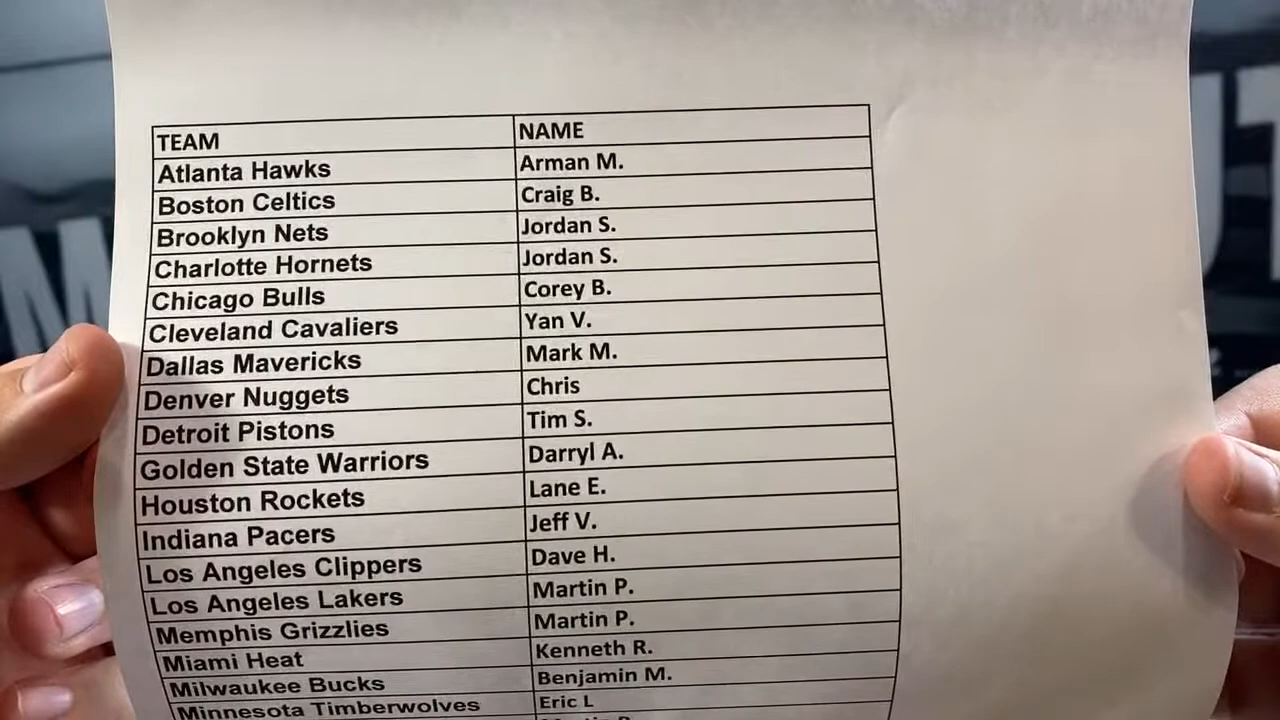 TEAM NAME
Atlanta Hawks Arman M.
Boston Celtics Craig B.
Brooklyn Nets Jordan S.
Charlotte Hornets Jordan S.
Chicago Bulls Corey B.
Cleveland Cavaliers Yan V.
Dallas Mavericks Mark M.
Denver Nuggets Chris
Detroit Pistons Tim S.
Golden State Warriors Darryl A.
Houston Rockets Lane E.
Indiana Pacers Jeff V.
Los Angeles Clippers Dave H.
Los Angeles Lakers Martin P.
Memphis Grizzlies Martin P.
Miami Heat Kenneth R.
Milwaukee Bucks Benjamin M.
Minnesota Timberwolves Eric L